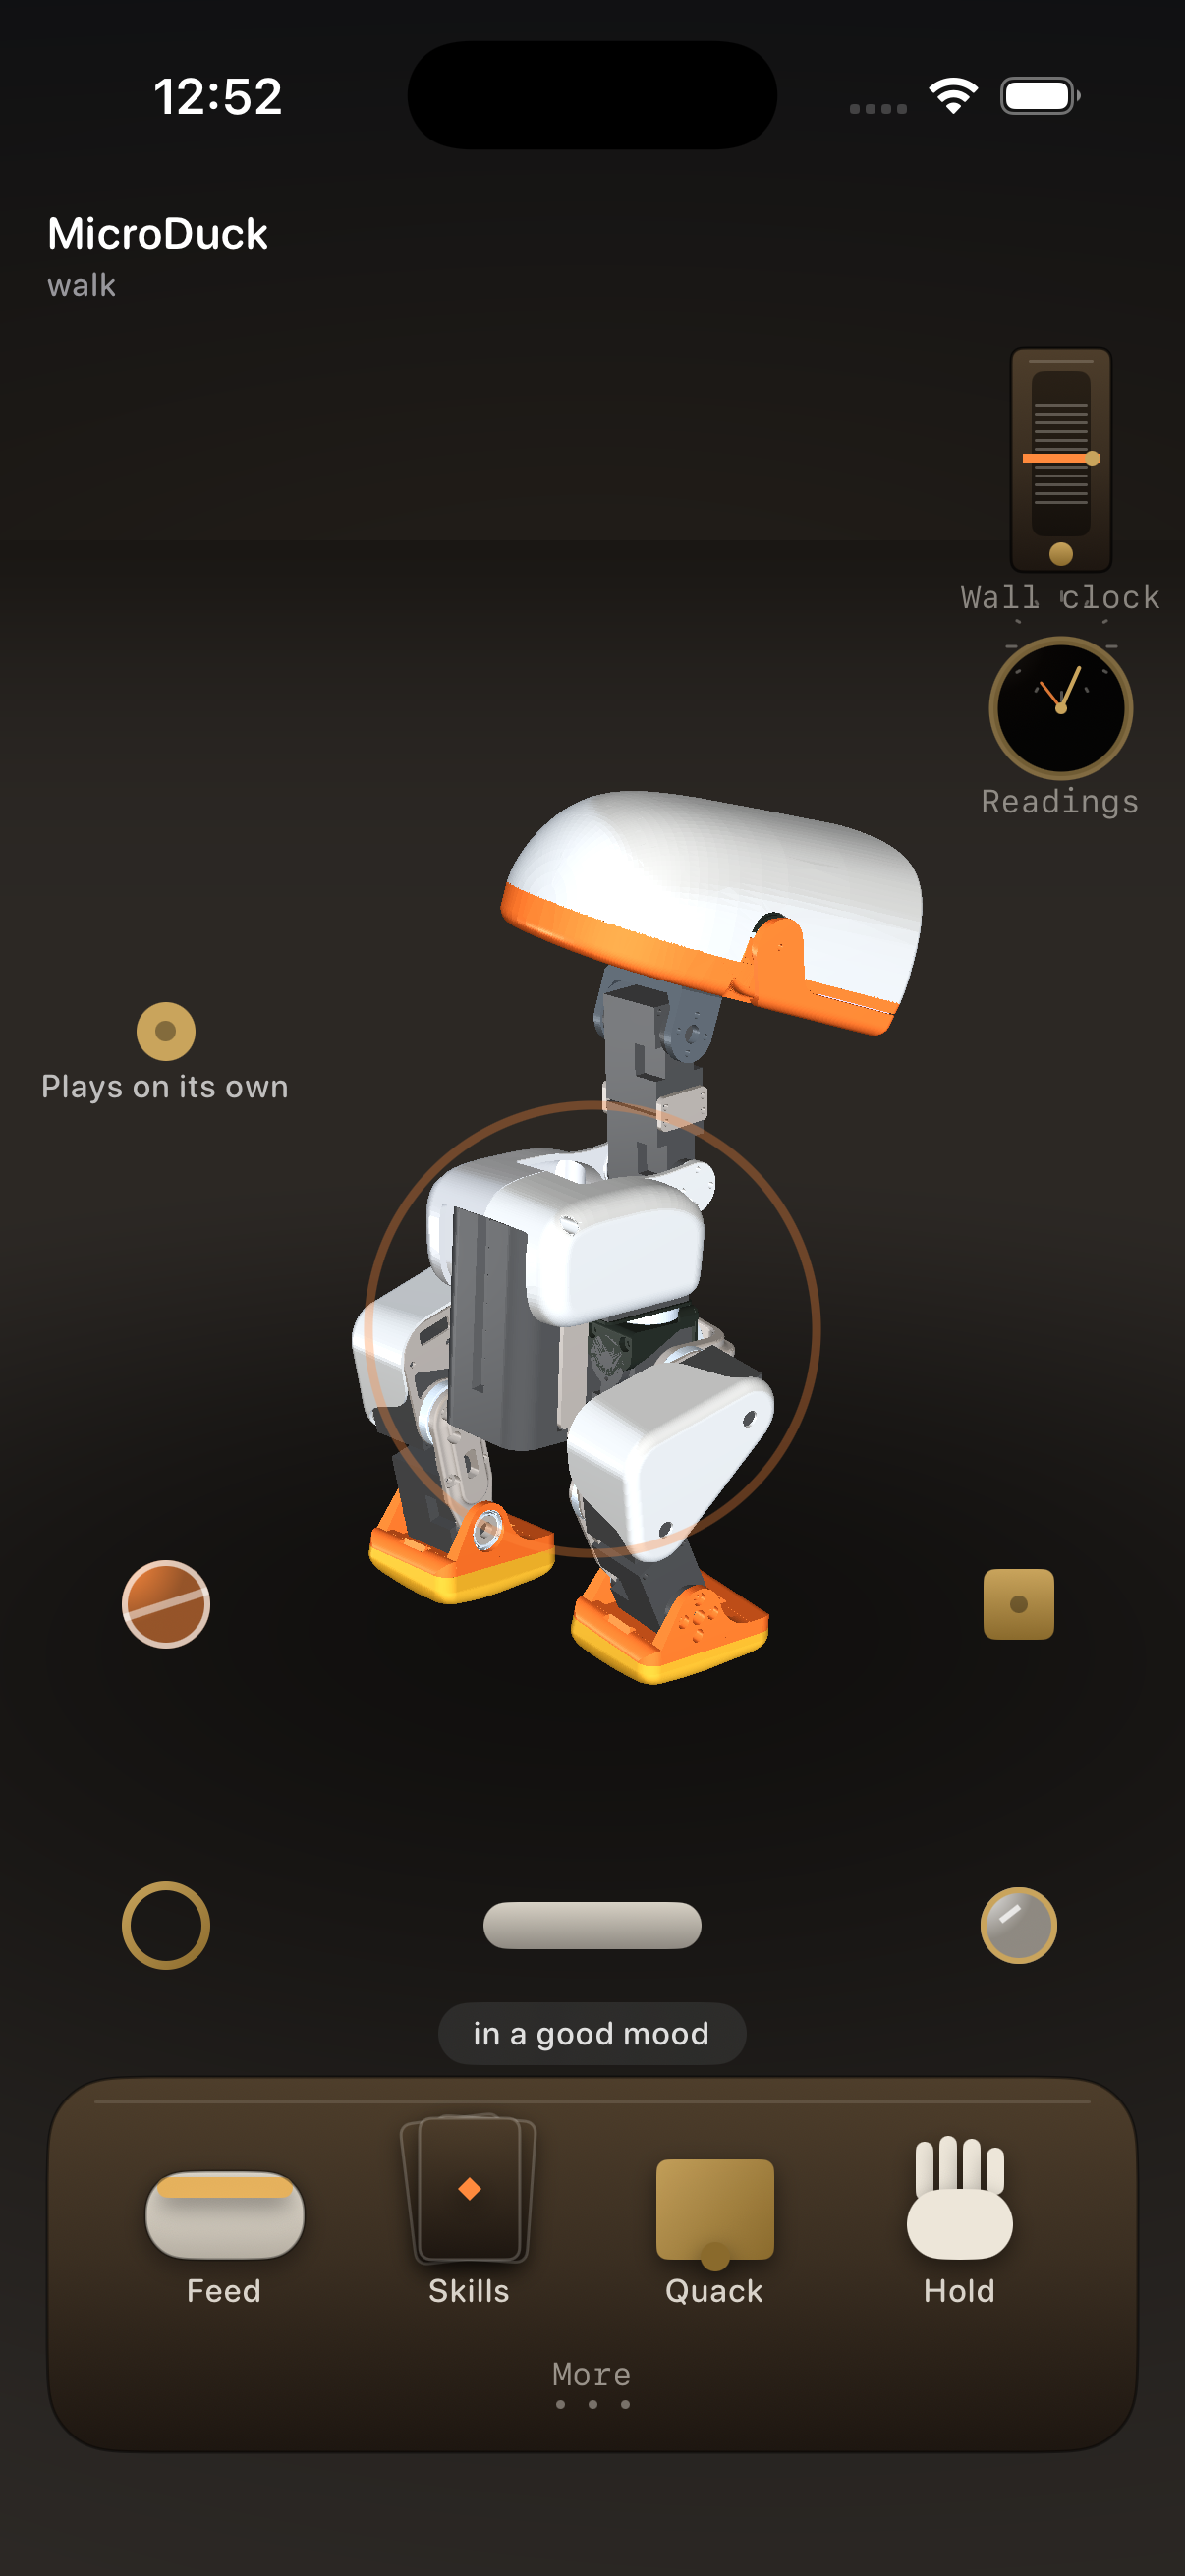 12:52
MicroDuck
walk
Wall clock
Readings
Plays on its own
in a good mood
Feed
Skills
Quack
Hold
More